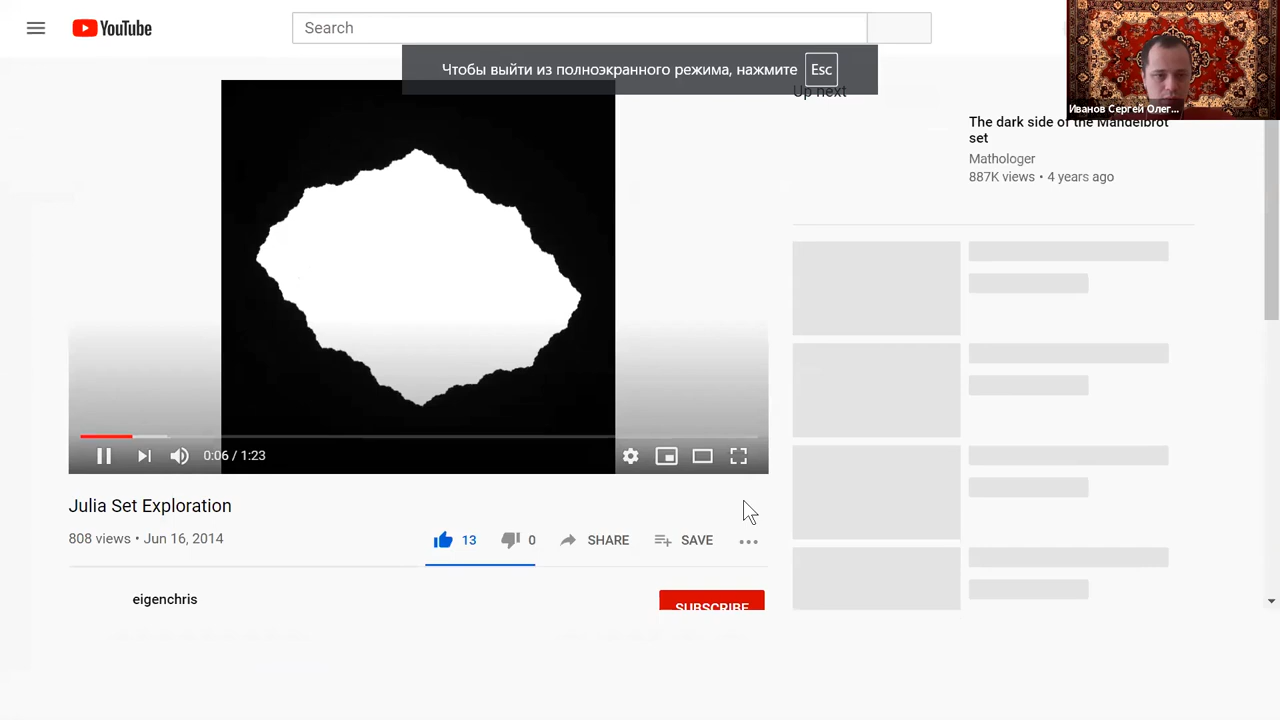 YouTube
Search
Чтобы выйти из полноэкранного режима, нажмите Esc
Иванов Сергей Олег...
Up next
The dark side of the Mandelbrot
set
Mathologer
887K views • 4 years ago
0:06 / 1:23
Julia Set Exploration
808 views • Jun 16, 2014
13
0
SHARE
SAVE
eigenchris
SUBSCRIBE